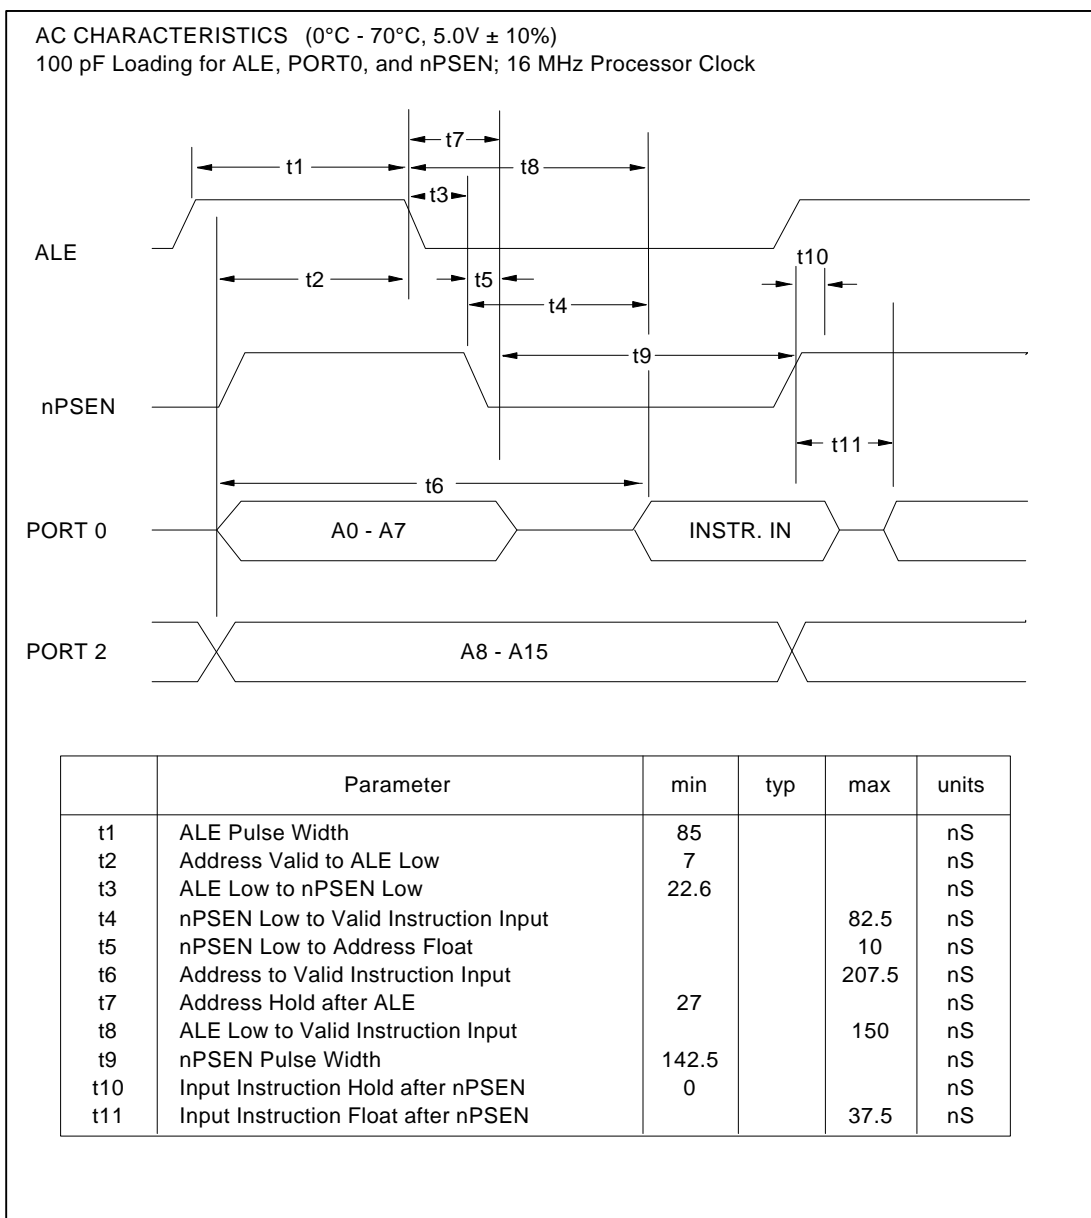 AC CHARACTERISTICS (0°C - 70°C, 5.0V ± 10%)
100 pF Loading for ALE, PORT0, and nPSEN; 16 MHz Processor Clock
t7
t1
t8
t3
ALE
t10
t2
t5
t4
t9
nPSEN
t11
t6
PORT 0
A0 - A7
INSTR. IN
PORT 2
A8 - A15
Parameter min typ max units
t1 ALE Pulse Width 85 nS
t2 Address Valid to ALE Low 7 nS
t3 ALE Low to nPSEN Low 22.6 nS
t4 nPSEN Low to Valid Instruction Input 82.5 nS
t5 nPSEN Low to Address Float 10 nS
t6 Address to Valid Instruction Input 207.5 nS
t7 Address Hold after ALE 27 nS
t8 ALE Low to Valid Instruction Input 150 nS
t9 nPSEN Pulse Width 142.5 nS
t10 Input Instruction Hold after nPSEN 0 nS
t11 Input Instruction Float after nPSEN 37.5 nS